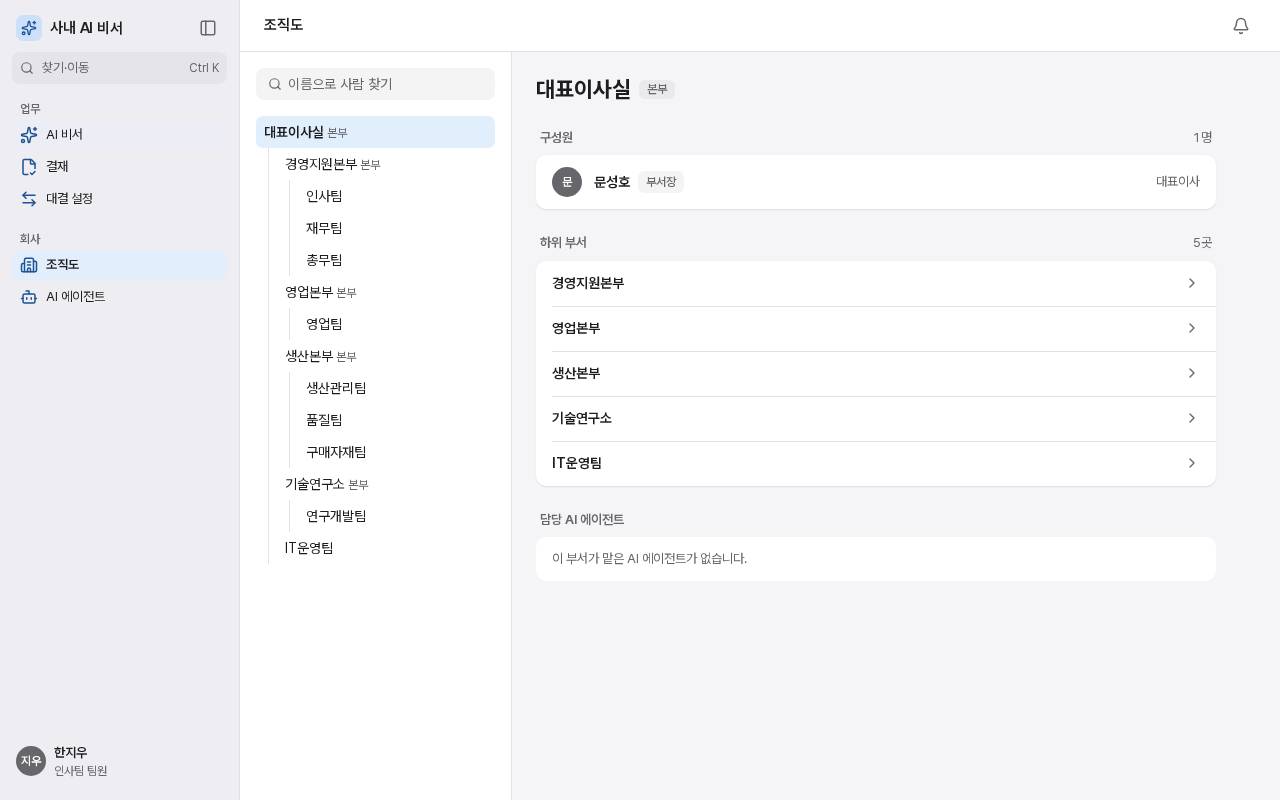 사내 AI 비서
찾기·이동 Ctrl K
업무
AI 비서
결재
대결 설정
회사
조직도
AI 에이전트
지우
한지우
인사팀 팀원
조직도
이름으로 사람 찾기
대표이사실 본부
경영지원본부 본부
인사팀
재무팀
총무팀
영업본부 본부
영업팀
생산본부 본부
생산관리팀
품질팀
구매자재팀
기술연구소 본부
연구개발팀
IT운영팀
대표이사실 본부
구성원 1명
문 문성호 부서장 대표이사
하위 부서 5곳
경영지원본부
영업본부
생산본부
기술연구소
IT운영팀
담당 AI 에이전트
이 부서가 맡은 AI 에이전트가 없습니다.